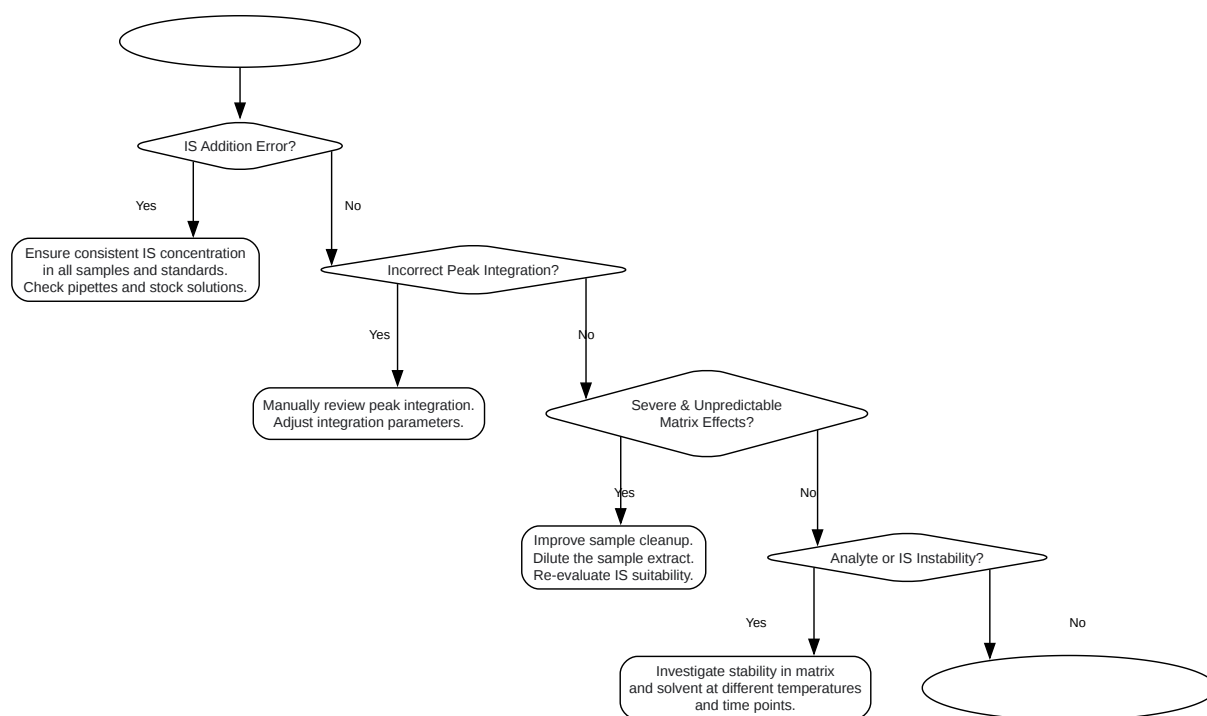 IS Addition Error?
Yes
No
Ensure consistent IS concentration
in all samples and standards.
Check pipettes and stock solutions.
Incorrect Peak Integration?
Yes
No
Manually review peak integration.
Adjust integration parameters.
Severe & Unpredictable
Matrix Effects?
Yes
No
Improve sample cleanup.
Dilute the sample extract.
Re-evaluate IS suitability.
Analyte or IS Instability?
Yes
No
Investigate stability in matrix
and solvent at different temperatures
and time points.